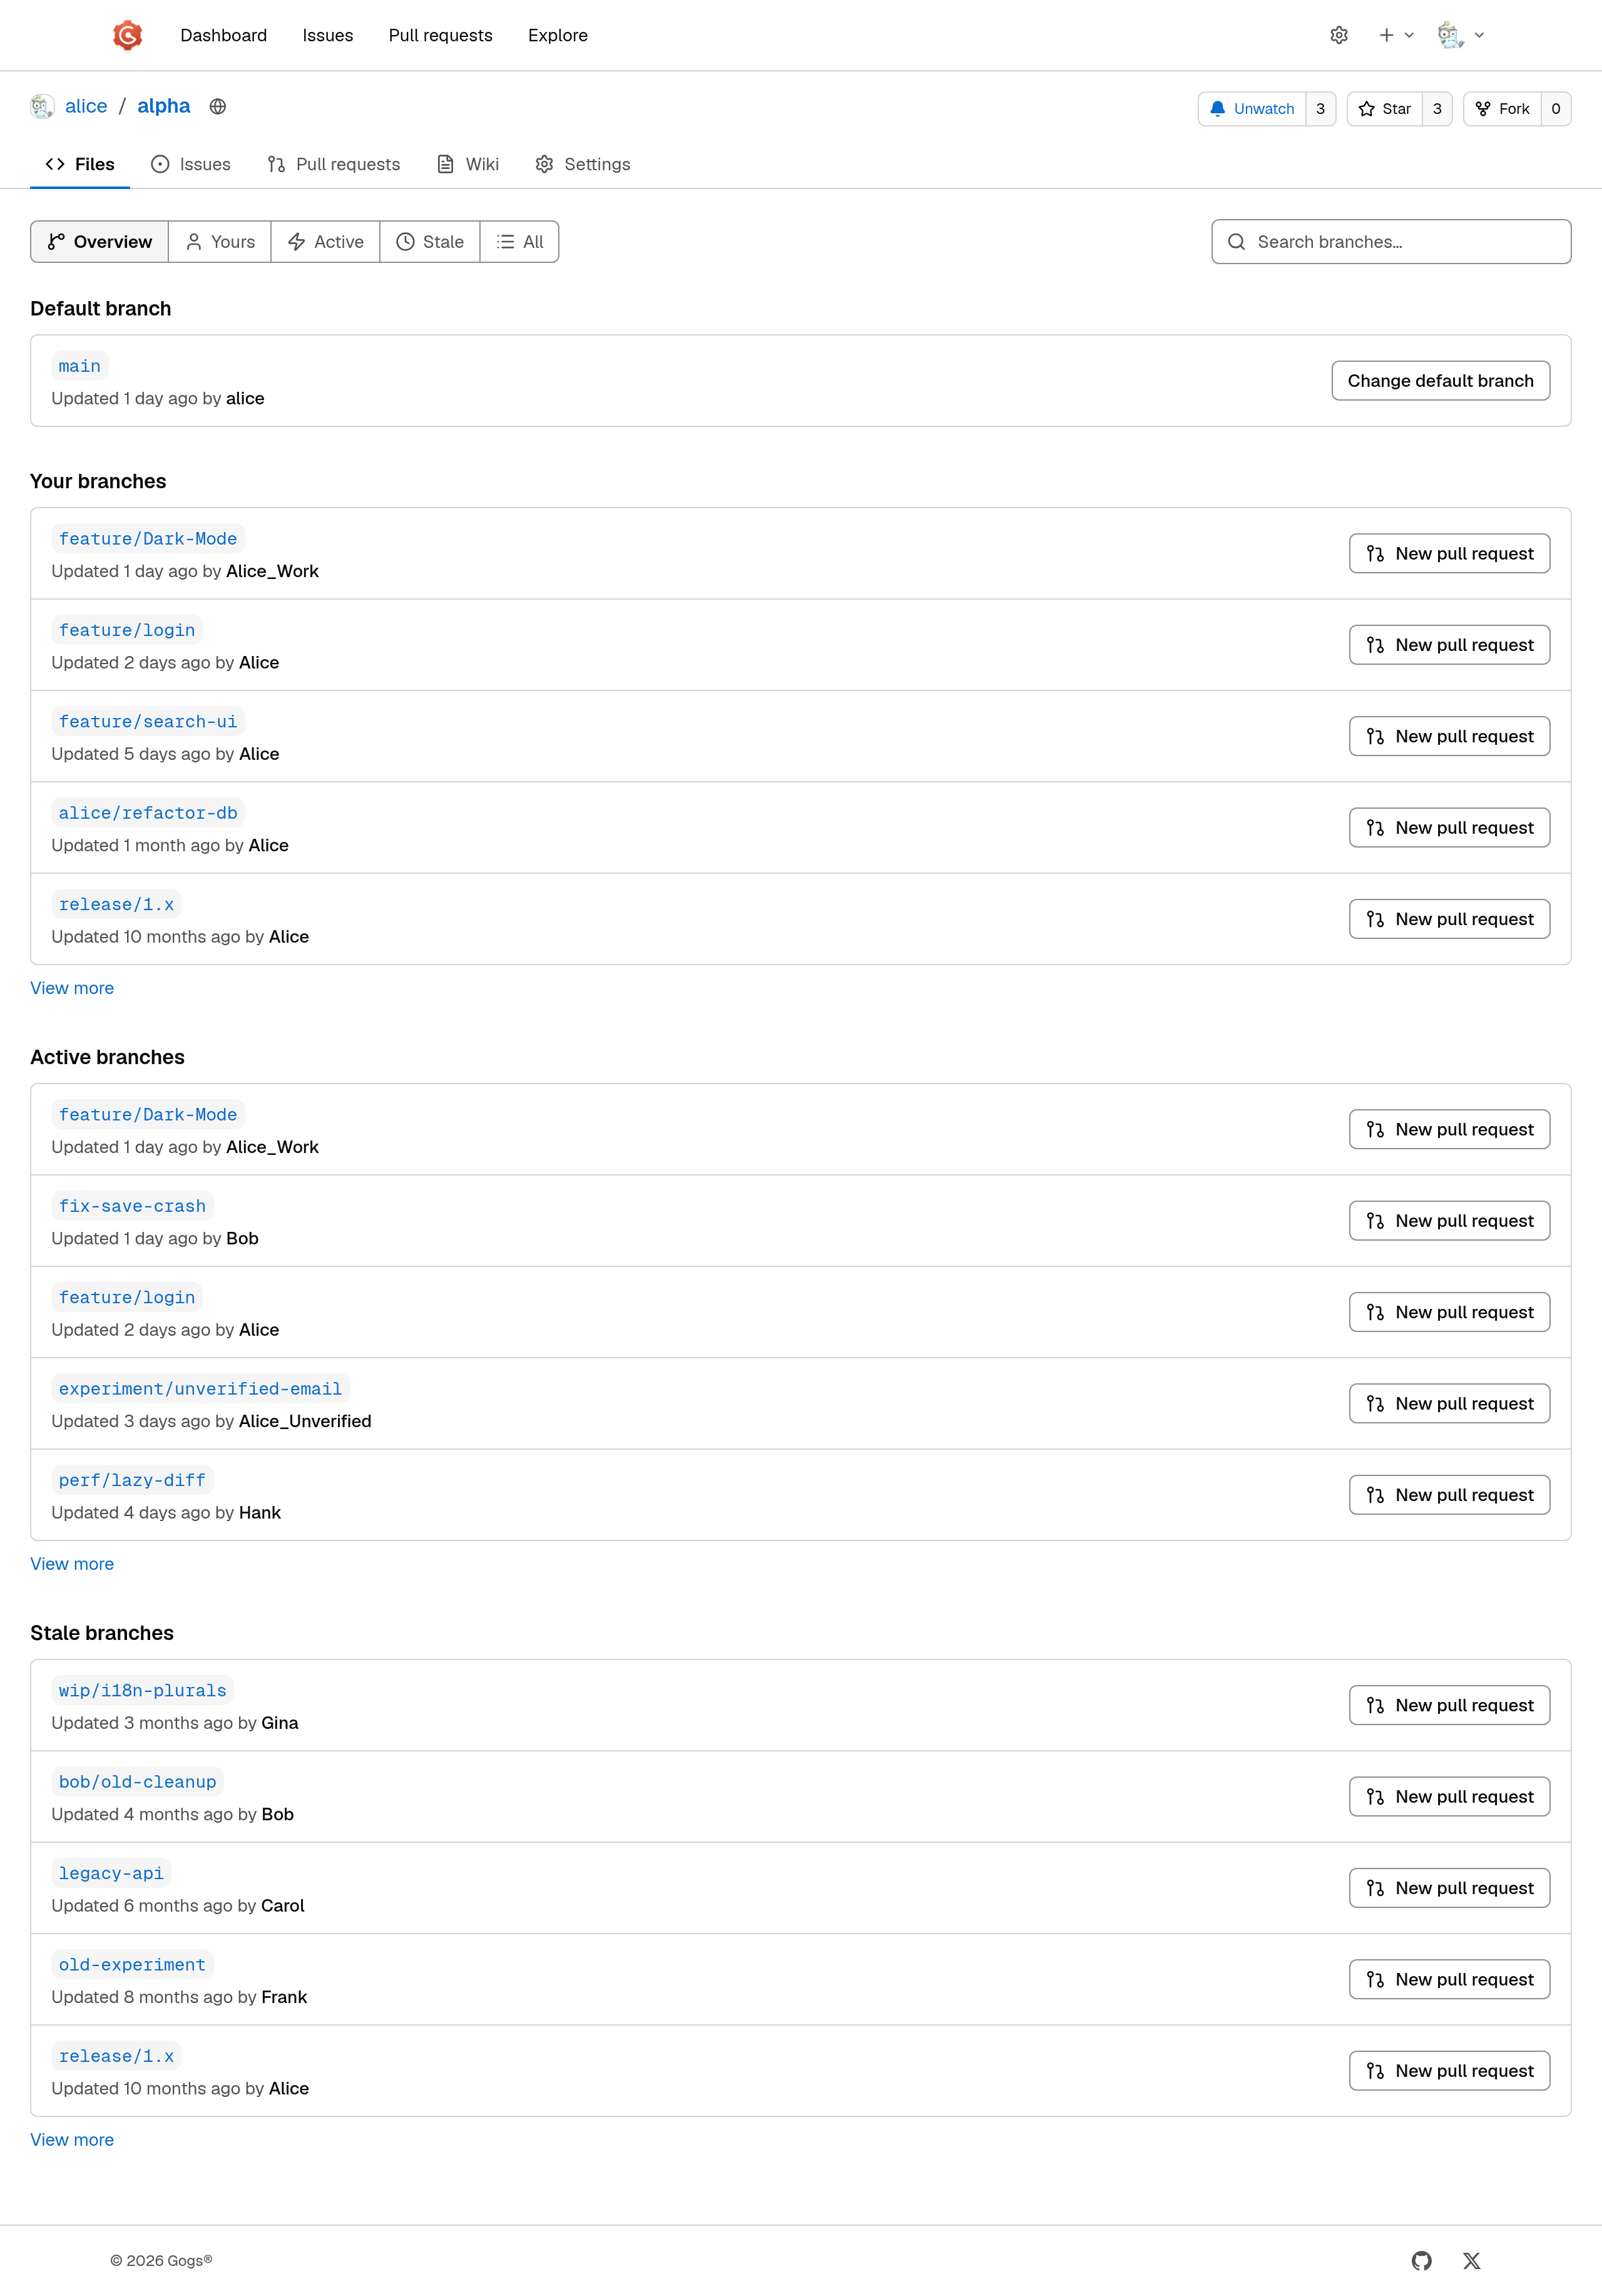 Dashboard Issues Pull requests Explore
alice / alpha
Unwatch 3 Star 3 Fork 0
Files Issues Pull requests Wiki Settings
Overview Yours Active Stale All
Search branches...
Default branch
main
Updated 1 day ago by alice
Change default branch
Your branches
feature/Dark-Mode
Updated 1 day ago by Alice_Work
New pull request
feature/login
Updated 2 days ago by Alice
New pull request
feature/search-ui
Updated 5 days ago by Alice
New pull request
alice/refactor-db
Updated 1 month ago by Alice
New pull request
release/1.x
Updated 10 months ago by Alice
New pull request
View more
Active branches
feature/Dark-Mode
Updated 1 day ago by Alice_Work
New pull request
fix-save-crash
Updated 1 day ago by Bob
New pull request
feature/login
Updated 2 days ago by Alice
New pull request
experiment/unverified-email
Updated 3 days ago by Alice_Unverified
New pull request
perf/lazy-diff
Updated 4 days ago by Hank
New pull request
View more
Stale branches
wip/i18n-plurals
Updated 3 months ago by Gina
New pull request
bob/old-cleanup
Updated 4 months ago by Bob
New pull request
legacy-api
Updated 6 months ago by Carol
New pull request
old-experiment
Updated 8 months ago by Frank
New pull request
release/1.x
Updated 10 months ago by Alice
New pull request
View more
© 2026 Gogs®